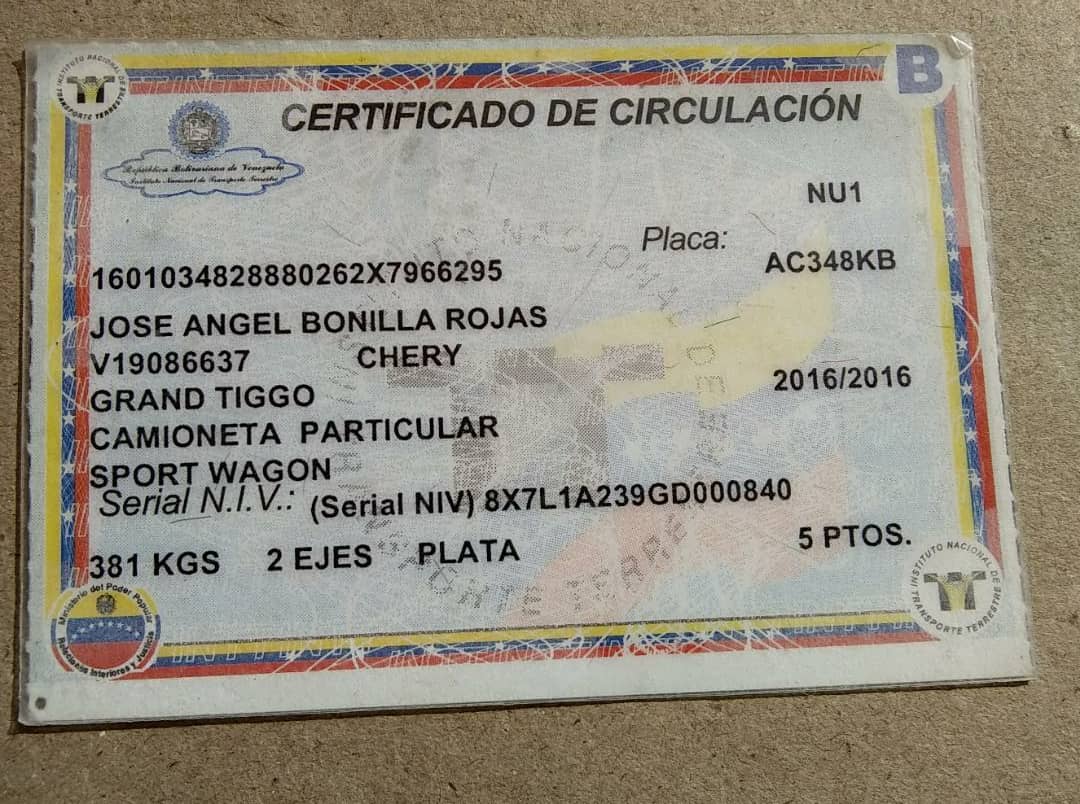 INSTITUTO NACIONAL DE TRANSPORTE TERRESTRE
B
CERTIFICADO DE CIRCULACIÓN
República Bolivariana de Venezuela
Instituto Nacional de Transporte Terrestre
NU1
Placa:
1601034828880262X7966295 AC348KB
JOSE ANGEL BONILLA ROJAS
V19086637 CHERY
GRAND TIGGO 2016/2016
CAMIONETA PARTICULAR
SPORT WAGON
Serial N.I.V.: (Serial NIV) 8X7L1A239GD000840
381 KGS 2 EJES PLATA 5 PTOS.
Ministerio del Poder Popular
Relaciones Interiores y Justicia
INSTITUTO NACIONAL DE TRANSPORTE TERRESTRE